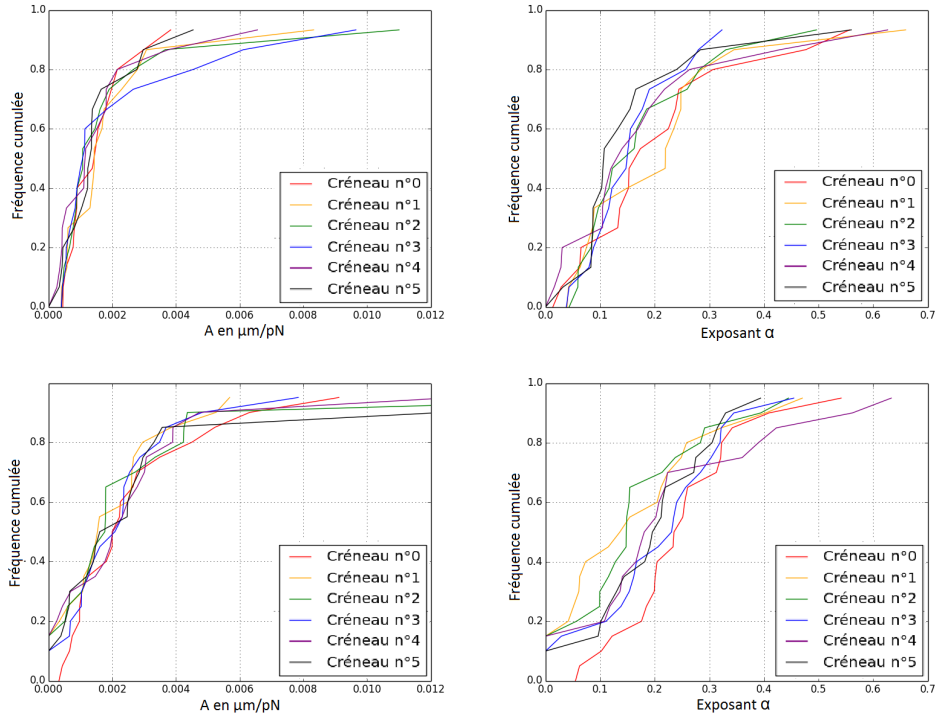 1.0
0.8
0.6
0.4
0.2
0.0
Fréquence cumulée
Créneau n°0
Créneau n°1
Créneau n°2
Créneau n°3
Créneau n°4
Créneau n°5
0.000 0.002 0.004 0.006 0.008 0.010 0.012
A en µm/pN
1.0
0.8
0.6
0.4
0.2
0.0
Fréquence cumulée
Créneau n°0
Créneau n°1
Créneau n°2
Créneau n°3
Créneau n°4
Créneau n°5
0.0 0.1 0.2 0.3 0.4 0.5 0.6 0.7
Exposant α
1.0
0.8
0.6
0.4
0.2
0.0
Fréquence cumulée
Créneau n°0
Créneau n°1
Créneau n°2
Créneau n°3
Créneau n°4
Créneau n°5
0.000 0.002 0.004 0.006 0.008 0.010 0.012
A en µm/pN
1.0
0.8
0.6
0.4
0.2
0.0
Fréquence cumulée
Créneau n°0
Créneau n°1
Créneau n°2
Créneau n°3
Créneau n°4
Créneau n°5
0.0 0.1 0.2 0.3 0.4 0.5 0.6 0.7
Exposant α